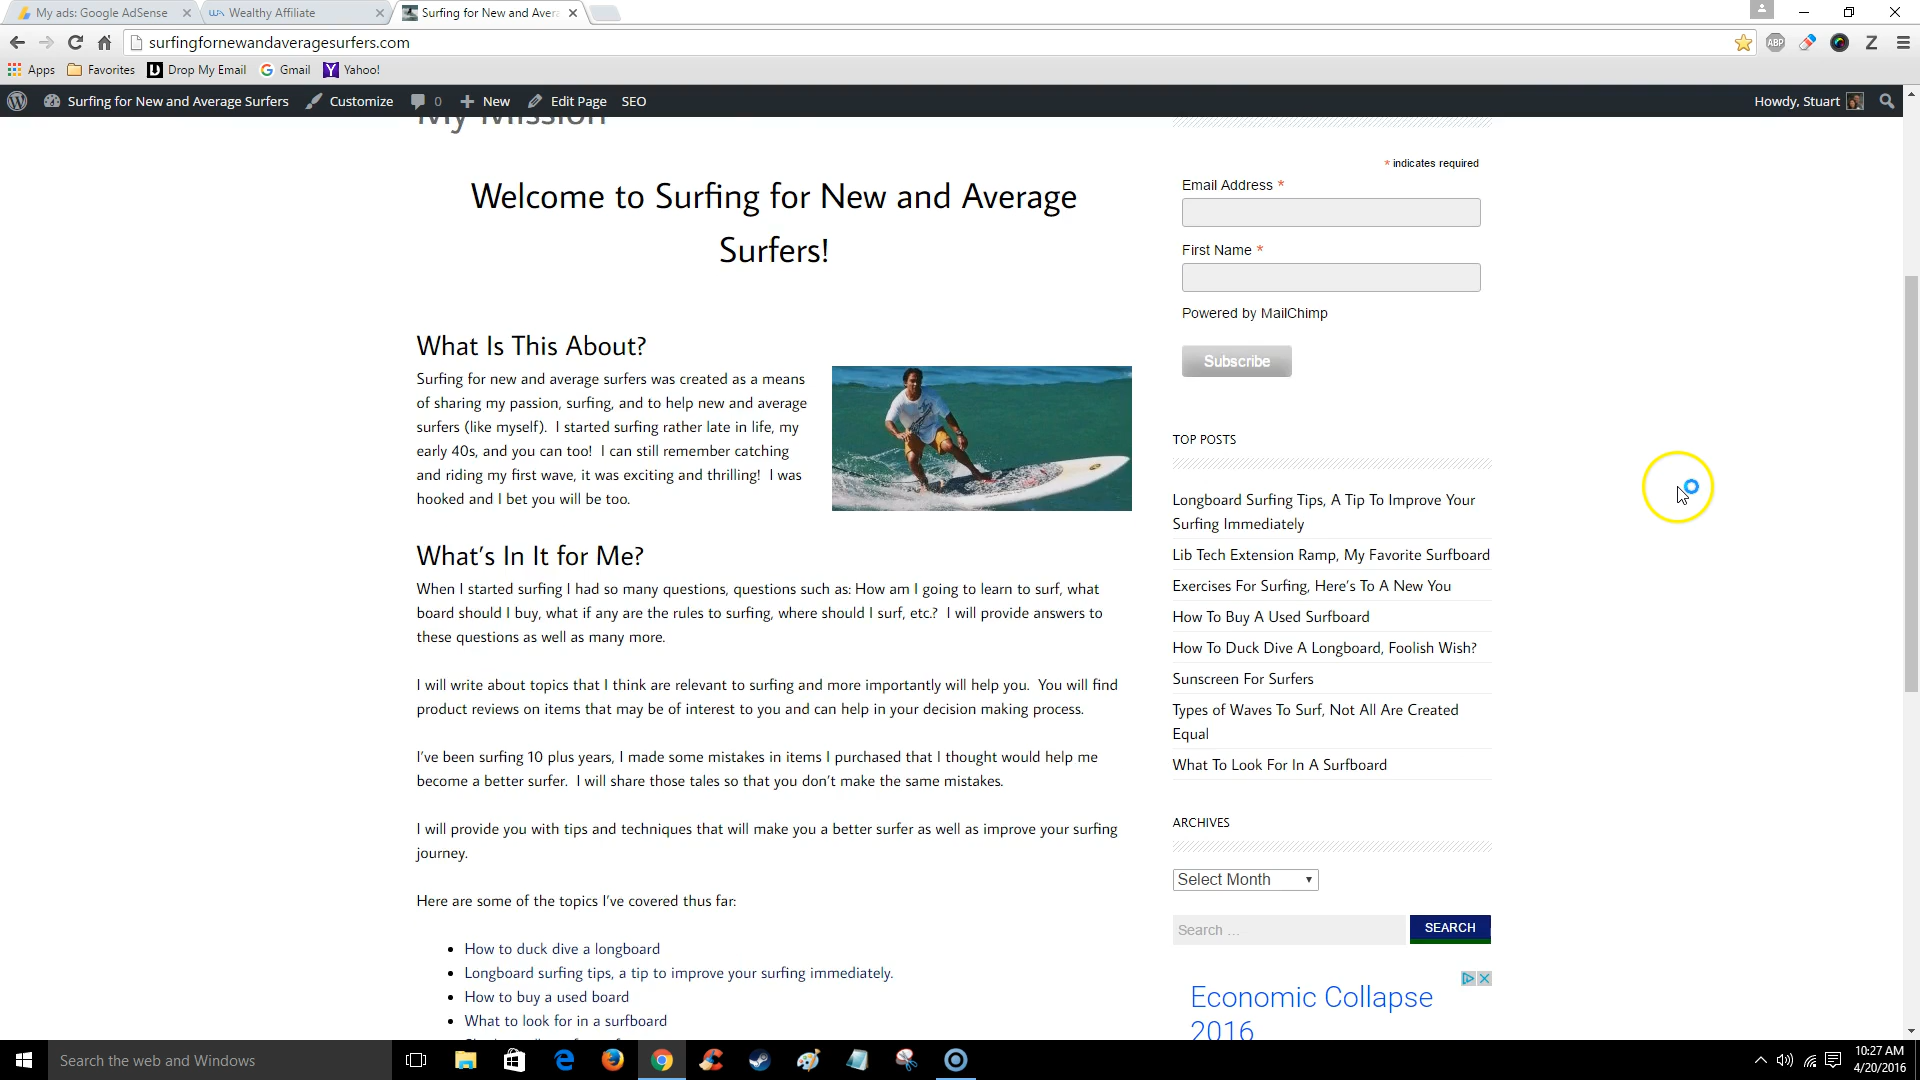 My ads: Google AdSense
Wealthy Affiliate
Surfing for New and Avera
surfingfornewandaveragesurfers.com
ABP
Z
Apps
Favorites
Drop My Email
Gmail
Yahoo!
Surfing for New and Average Surfers
Customize
0
New
Edit Page
SEO
Howdy, Stuart
My Mission
Welcome to Surfing for New and Average
Surfers!
What Is This About?
Surfing for new and average surfers was created as a means
of sharing my passion, surfing, and to help new and average
surfers (like myself). I started surfing rather late in life, my
early 40s, and you can too! I can still remember catching
and riding my first wave, it was exciting and thrilling! I was
hooked and I bet you will be too.
What's In It for Me?
When I started surfing I had so many questions, questions such as: How am I going to learn to surf, what
board should I buy, what if any are the rules to surfing, where should I surf, etc.? I will provide answers to
these questions as well as many more.
I will write about topics that I think are relevant to surfing and more importantly will help you. You will find
product reviews on items that may be of interest to you and can help in your decision making process.
I've been surfing 10 plus years, I made some mistakes in items I purchased that I thought would help me
become a better surfer. I will share those tales so that you don't make the same mistakes.
I will provide you with tips and techniques that will make you a better surfer as well as improve your surfing
journey.
Here are some of the topics I've covered thus far:
How to duck dive a longboard
Longboard surfing tips, a tip to improve your surfing immediately.
How to buy a used board
What to look for in a surfboard
* indicates required
Email Address *
First Name *
Powered by MailChimp
Subscribe
TOP POSTS
Longboard Surfing Tips, A Tip To Improve Your
Surfing Immediately
Lib Tech Extension Ramp, My Favorite Surfboard
Exercises For Surfing, Here's To A New You
How To Buy A Used Surfboard
How To Duck Dive A Longboard, Foolish Wish?
Sunscreen For Surfers
Types of Waves To Surf, Not All Are Created
Equal
What To Look For In A Surfboard
ARCHIVES
Select Month
Search ...
SEARCH
Economic Collapse
2016
Search the web and Windows
10:27 AM
4/20/2016